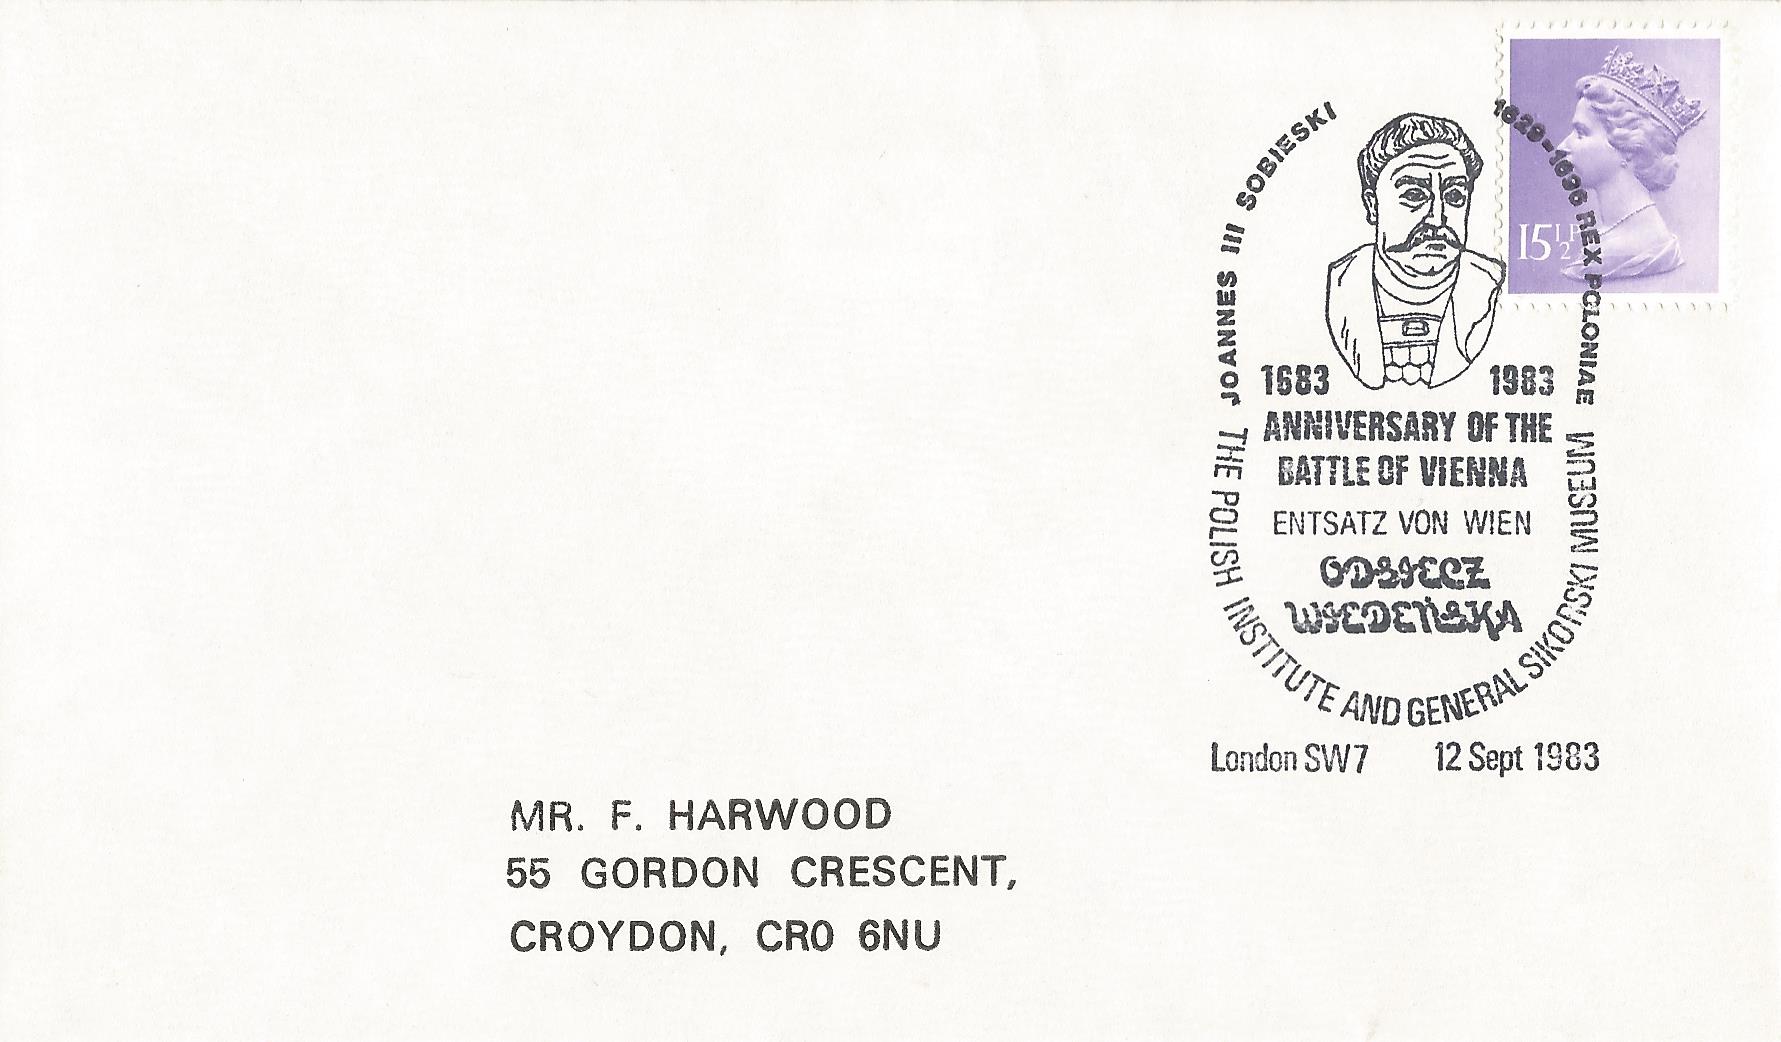 JOANNES III SOBIESKI 1629-1696 REX POLONIAE
15½P
1683 1983
ANNIVERSARY OF THE
BATTLE OF VIENNA
ENTSATZ VON WIEN
ODSIECZ
WIEDEŃSKA
THE POLISH INSTITUTE AND GENERAL SIKORSKI MUSEUM
London SW7 12 Sept 1983
MR. F. HARWOOD
55 GORDON CRESCENT,
CROYDON, CR0 6NU